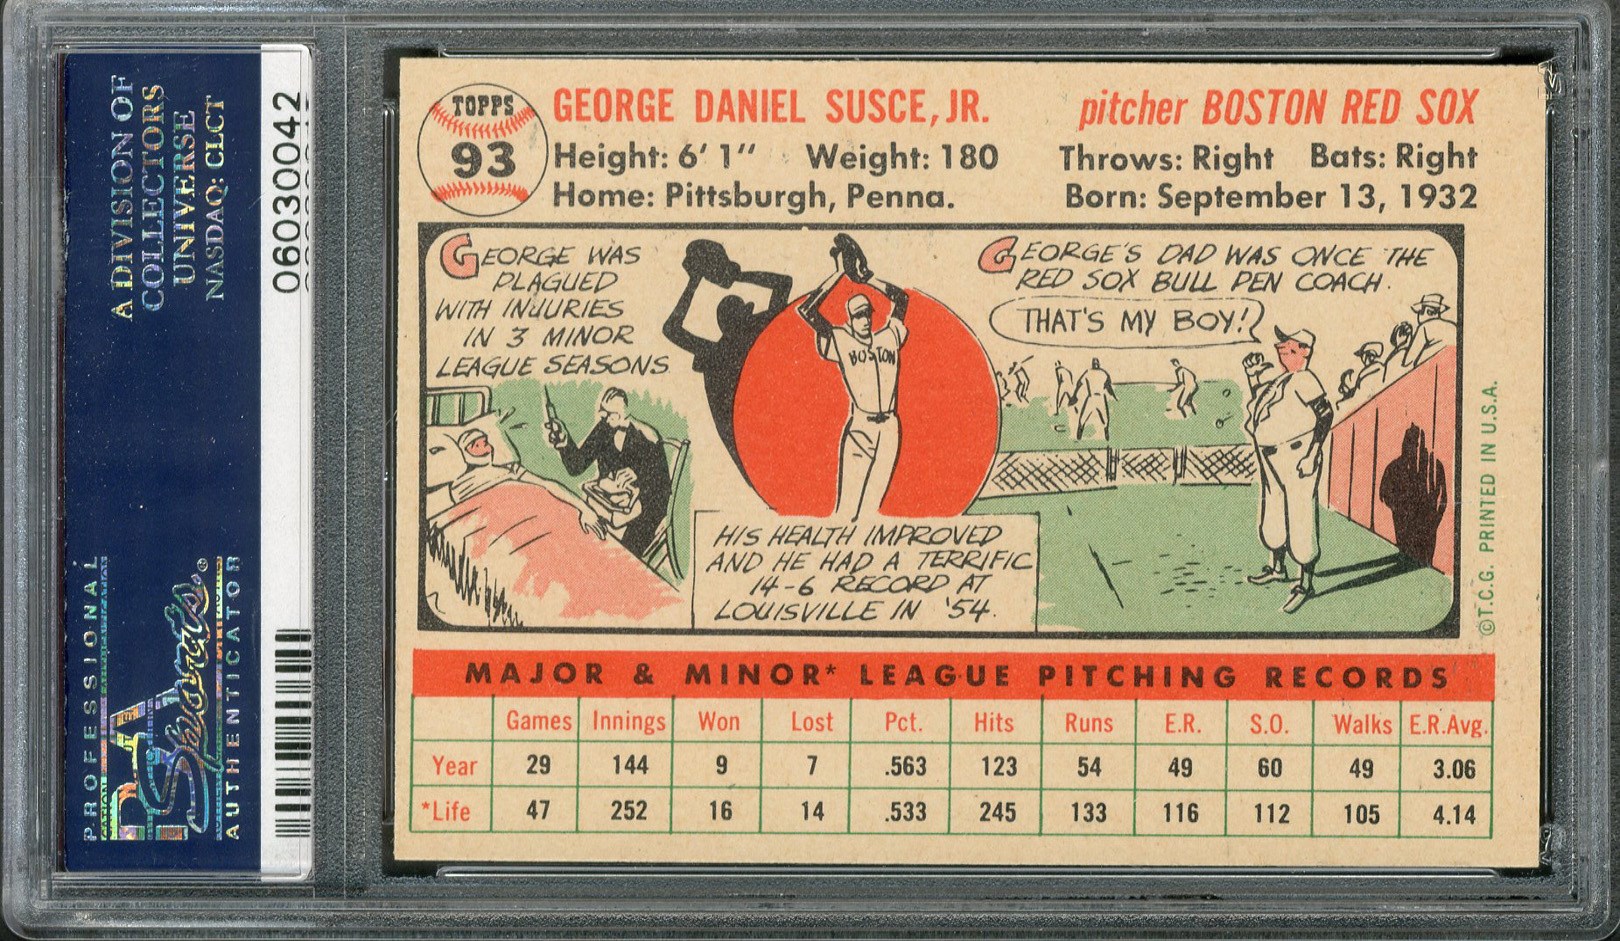 A DIVISION OF
COLLECTORS
UNIVERSE
NASDAQ: CLCT
06030042
PROFESSIONAL
PSA
Sports®
AUTHENTICATOR
TOPPS
93
GEORGE DANIEL SUSCE, JR.
pitcher BOSTON RED SOX
Height: 6' 1" Weight: 180
Throws: Right Bats: Right
Home: Pittsburgh, Penna.
Born: September 13, 1932
GEORGE WAS
PLAGUED
WITH INJURIES
IN 3 MINOR
LEAGUE SEASONS
BOSTON
HIS HEALTH IMPROVED
AND HE HAD A TERRIFIC
14-6 RECORD AT
LOUISVILLE IN '54.
GEORGE'S DAD WAS ONCE THE
RED SOX BULL PEN COACH.
THAT'S MY BOY!
©T.C.G. PRINTED IN U.S.A.
MAJOR & MINOR* LEAGUE PITCHING RECORDS
Games Innings Won Lost Pct. Hits Runs E.R. S.O. Walks E.R.Avg.
Year 29 144 9 7 .563 123 54 49 60 49 3.06
*Life 47 252 16 14 .533 245 133 116 112 105 4.14